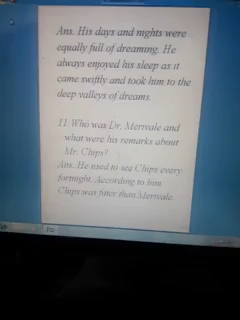 Ans. His days and nights were
equally full of dreaming. He
always enjoyed his sleep as it
came swiftly and took him to the
deep valleys of dreams.
11. Who was Dr. Merivale and
what were his remarks about
Mr. Chips?
Ans. He used to see Chips every
fortnight. According to him
Chips was fitter than Merivale.